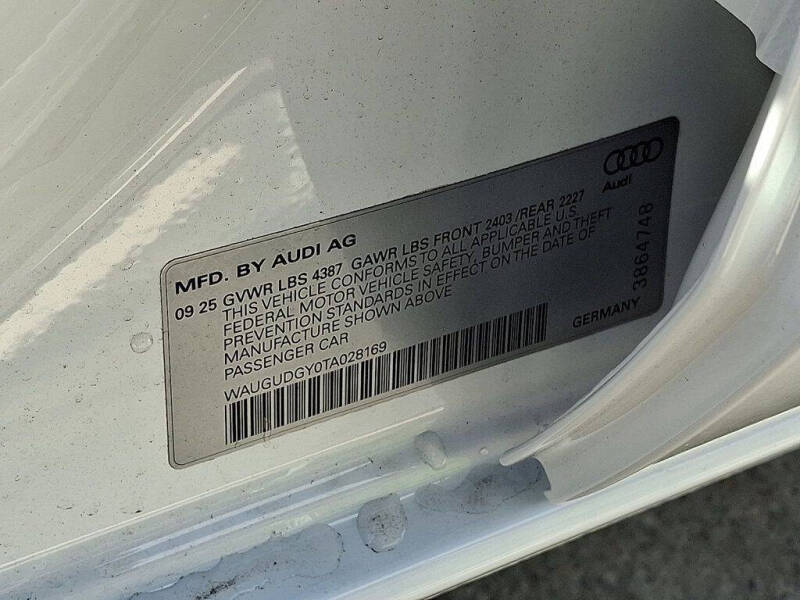 Audi
MFD. BY AUDI AG
09 25 GVWR LBS 4387 GAWR LBS FRONT 2403 /REAR 2227
THIS VEHICLE CONFORMS TO ALL APPLICABLE U.S
FEDERAL MOTOR VEHICLE SAFETY, BUMPER AND THEFT
PREVENTION STANDARDS IN EFFECT ON THE DATE OF
MANUFACTURE SHOWN ABOVE
PASSENGER CAR
WAUGUDGY0TA028169
GERMANY
3864748